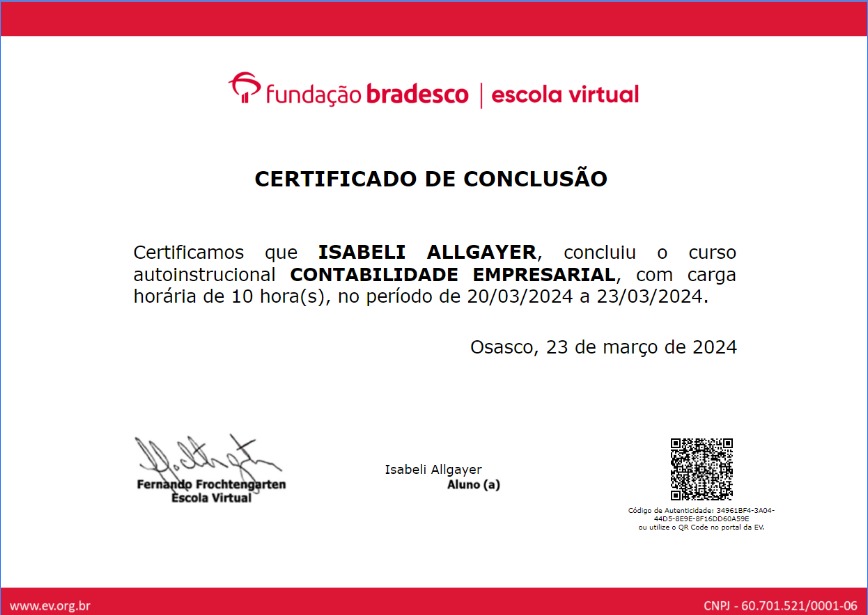 fundação bradesco | escola virtual
CERTIFICADO DE CONCLUSÃO
Certificamos que ISABELI ALLGAYER, concluiu o curso
autoinstrucional CONTABILIDADE EMPRESARIAL, com carga
horária de 10 hora(s), no período de 20/03/2024 a 23/03/2024.
Osasco, 23 de março de 2024
Fernando Frochtengarten
Escola Virtual
Isabeli Allgayer
Aluno (a)
Código de Autenticidade: 34961BF4-3A04-
44D5-8E9E-8F16DD60A59E
ou utilize o QR Code no portal da EV.
www.ev.org.br
CNPJ - 60.701.521/0001-06